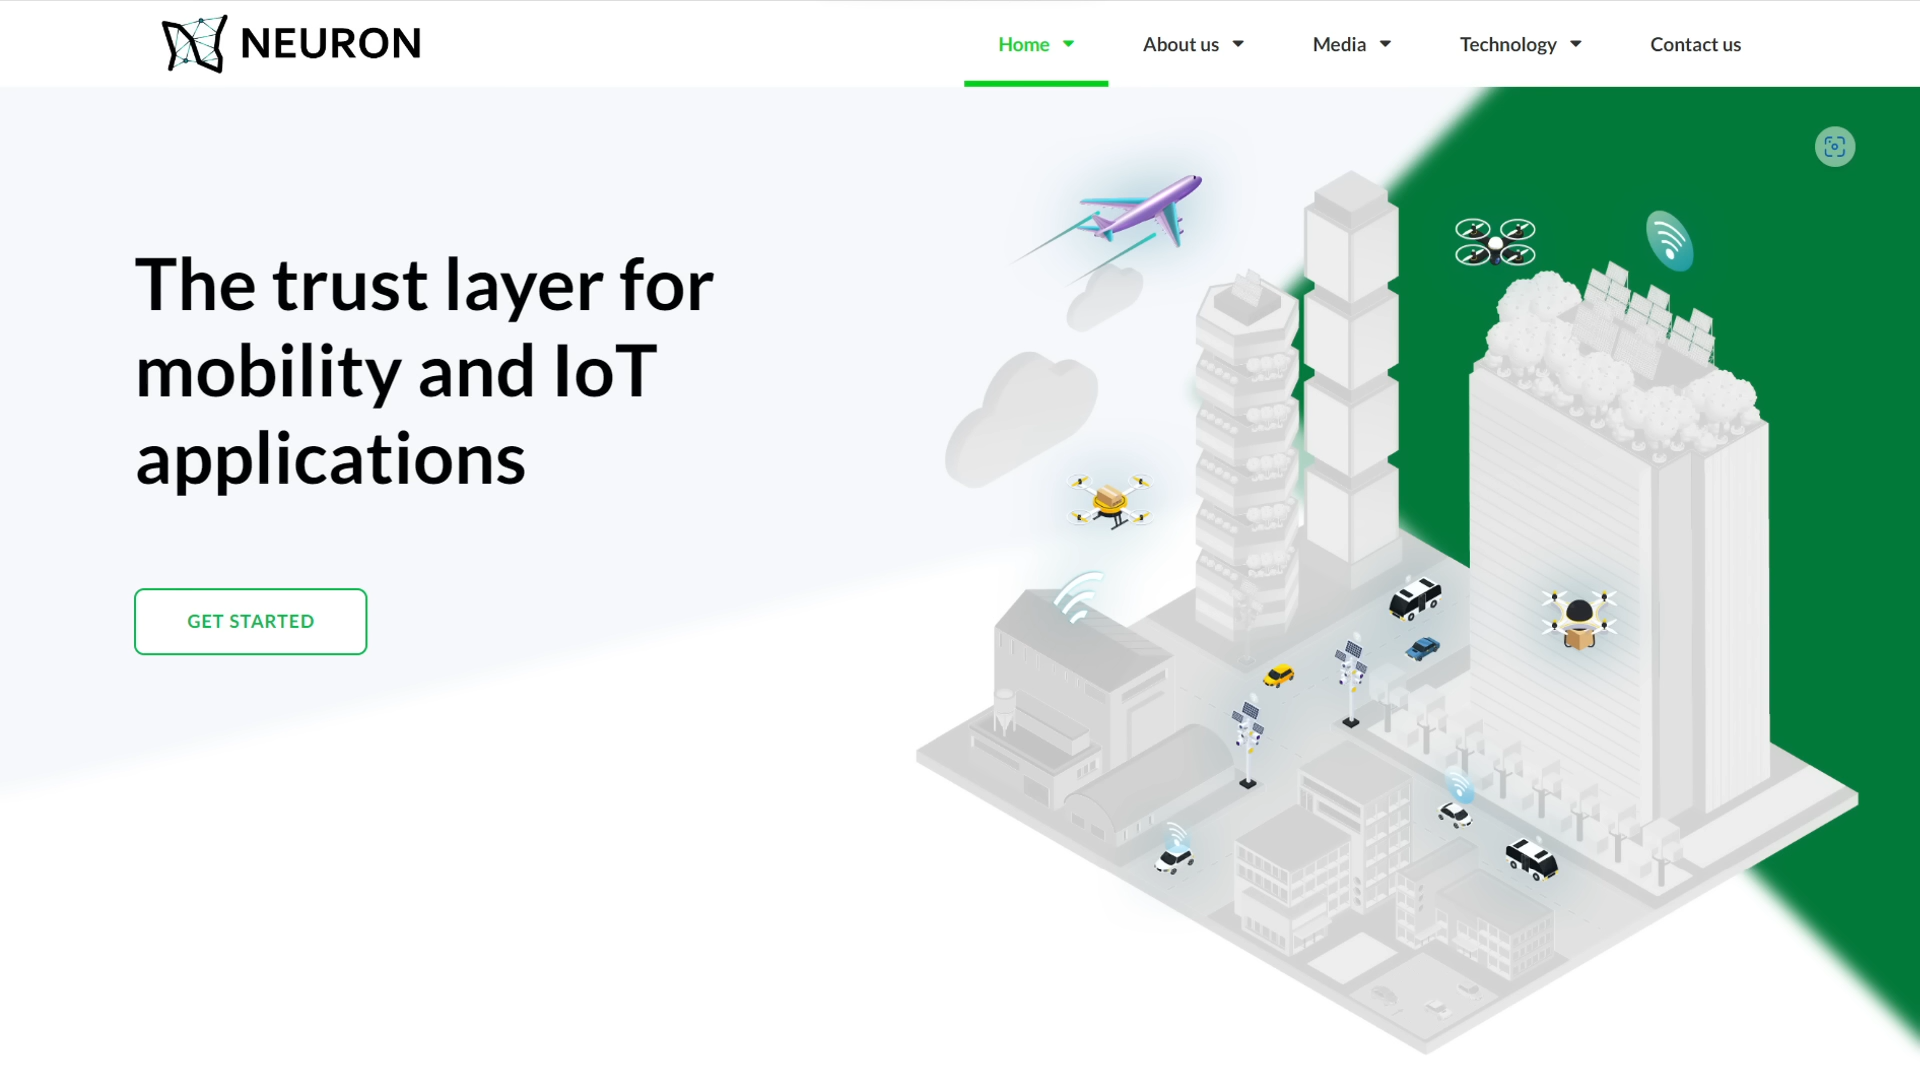 NEURON
Home
About us
Media
Technology
Contact us
The trust layer for
mobility and IoT
applications
GET STARTED